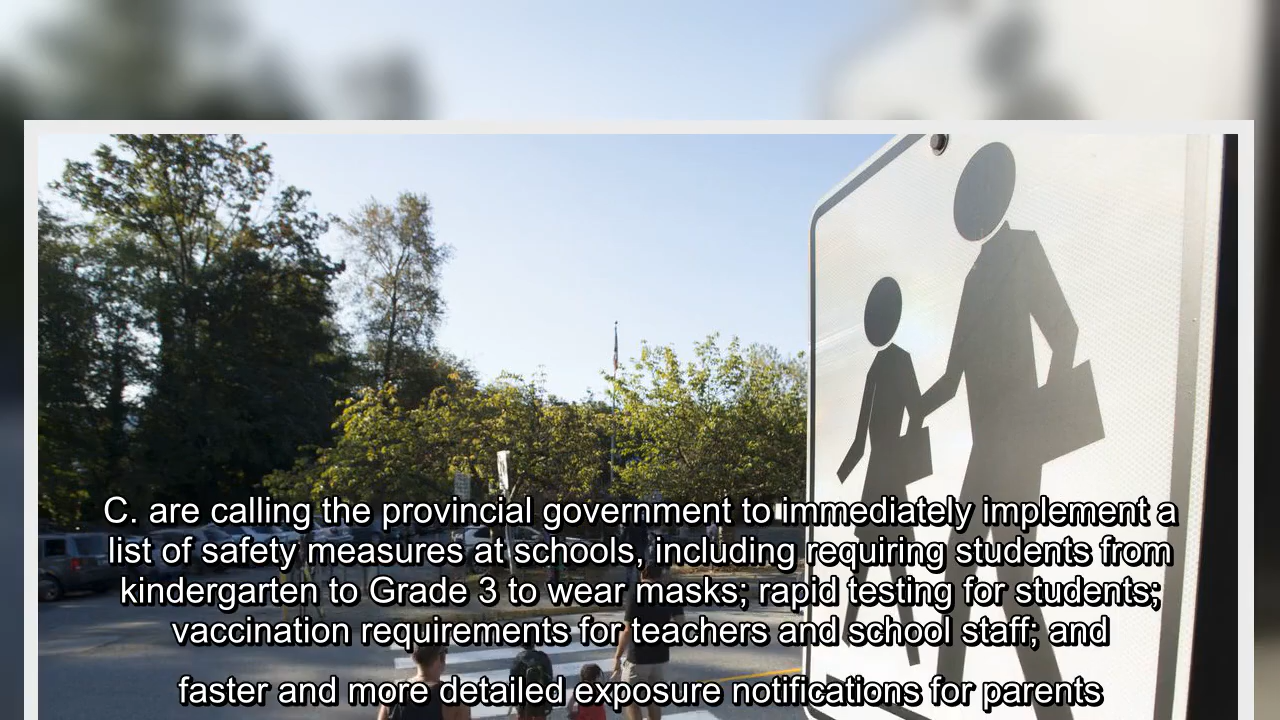 C. are calling the provincial government to immediately implement a
list of safety measures at schools, including requiring students from
kindergarten to Grade 3 to wear masks; rapid testing for students;
vaccination requirements for teachers and school staff; and
faster and more detailed exposure notifications for parents